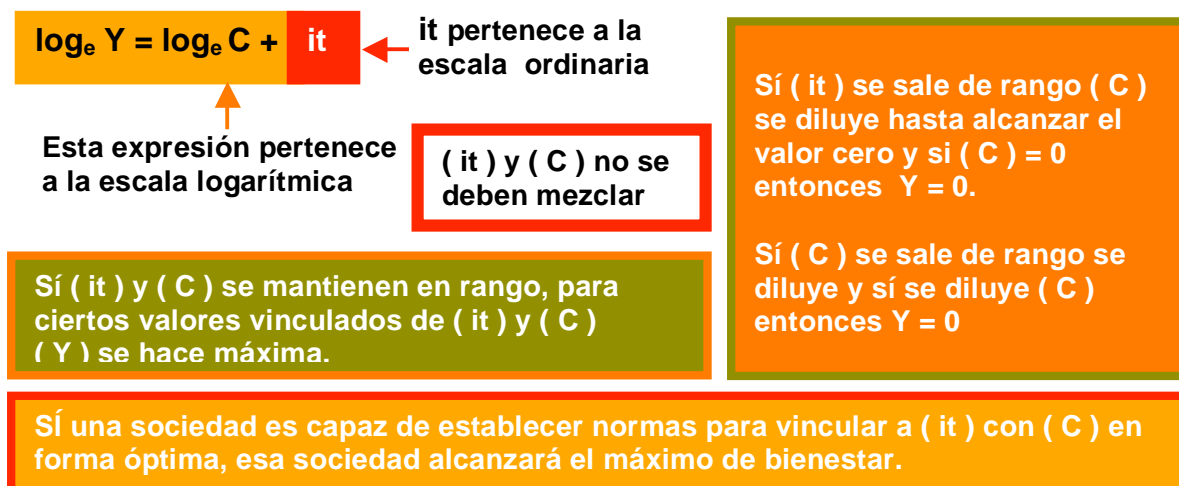 logₑ Y = logₑ C + it
it pertenece a la
escala ordinaria
Esta expresión pertenece
a la escala logarítmica
( it ) y ( C ) no se
deben mezclar
Sí ( it ) se sale de rango ( C )
se diluye hasta alcanzar el
valor cero y si ( C ) = 0
entonces Y = 0.
Sí ( C ) se sale de rango se
diluye y sí se diluye ( C )
entonces Y = 0
Sí ( it ) y ( C ) se mantienen en rango, para
ciertos valores vinculados de ( it ) y ( C )
( Y ) se hace máxima.
SÍ una sociedad es capaz de establecer normas para vincular a ( it ) con ( C ) en
forma óptima, esa sociedad alcanzará el máximo de bienestar.